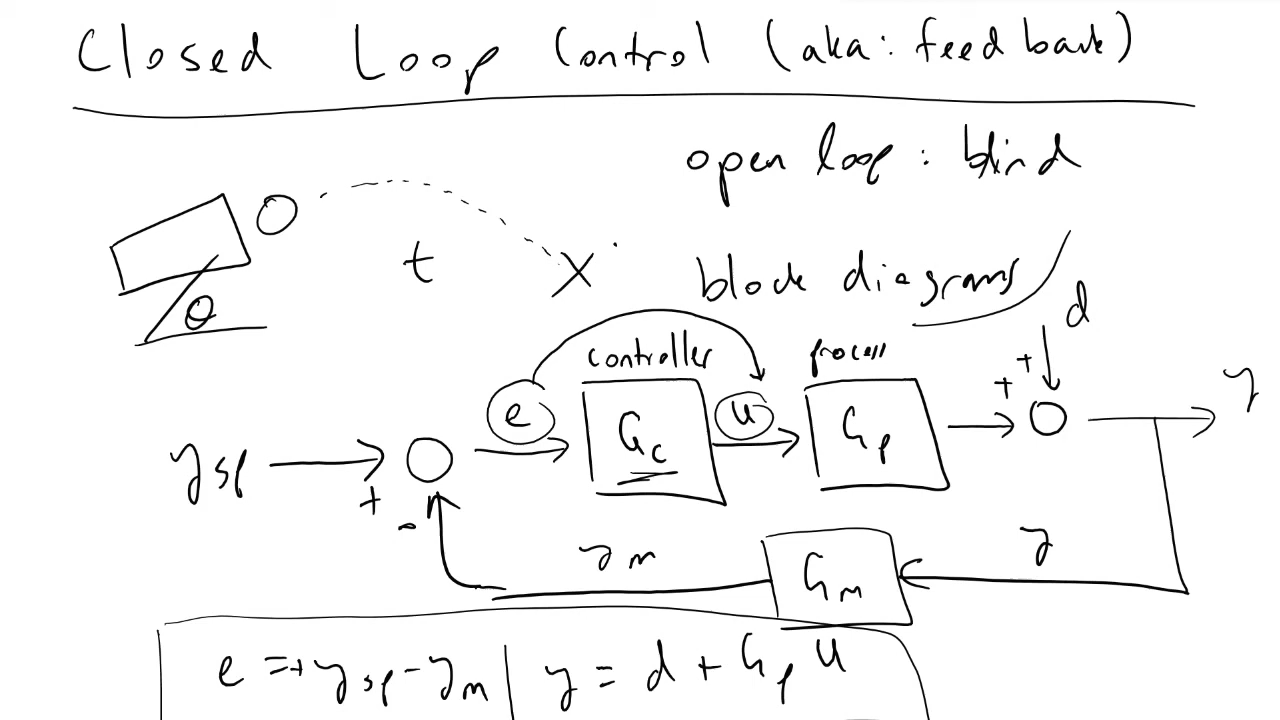 Closed Loop Control (aka: feedback)
open loop: blind
t
X
θ
block diagrams
d
controller
process
+
+
e
Gc
u
Gp
y
ysp
+
-
ym
Gm
y
e =+ysp-ym | y = d + Gp u